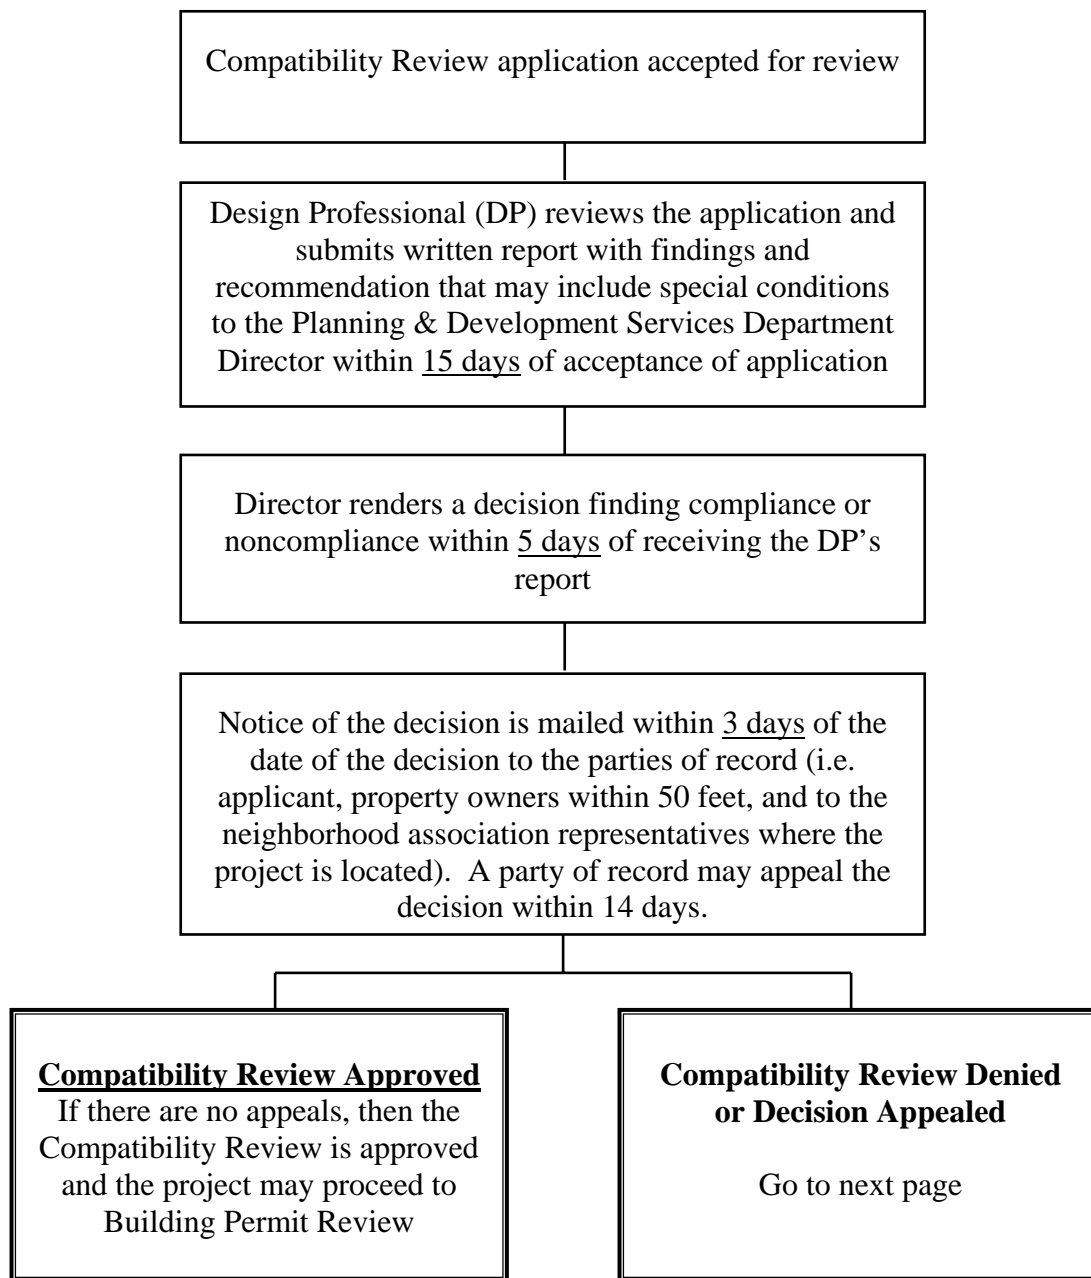 Compatibility Review application accepted for review
Design Professional (DP) reviews the application and
submits written report with findings and
recommendation that may include special conditions
to the Planning & Development Services Department
Director within 15 days of acceptance of application
Director renders a decision finding compliance or
noncompliance within 5 days of receiving the DP’s
report
Notice of the decision is mailed within 3 days of the
date of the decision to the parties of record (i.e.
applicant, property owners within 50 feet, and to the
neighborhood association representatives where the
project is located).  A party of record may appeal the
decision within 14 days.
Compatibility Review Approved
If there are no appeals, then the
Compatibility Review is approved
and the project may proceed to
Building Permit Review
Compatibility Review Denied
or Decision Appealed
Go to next page